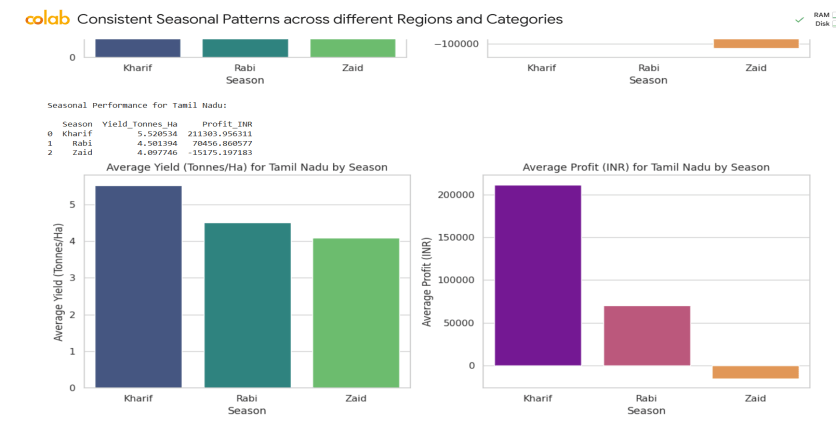 colab Consistent Seasonal Patterns across different Regions and Categories
RAM
Disk
0
Kharif Rabi Zaid
Season
−100000
Kharif Rabi Zaid
Season
Seasonal Performance for Tamil Nadu:
Season Yield_Tonnes_Ha Profit_INR
0 Kharif 5.520534 211303.956311
1 Rabi 4.501394 70456.860577
2 Zaid 4.097746 -15175.197183
Average Yield (Tonnes/Ha) for Tamil Nadu by Season
Average Yield (Tonnes/Ha)
5
4
3
2
1
0
Kharif Rabi Zaid
Season
Average Profit (INR) for Tamil Nadu by Season
Average Profit (INR)
200000
150000
100000
50000
0
Kharif Rabi Zaid
Season